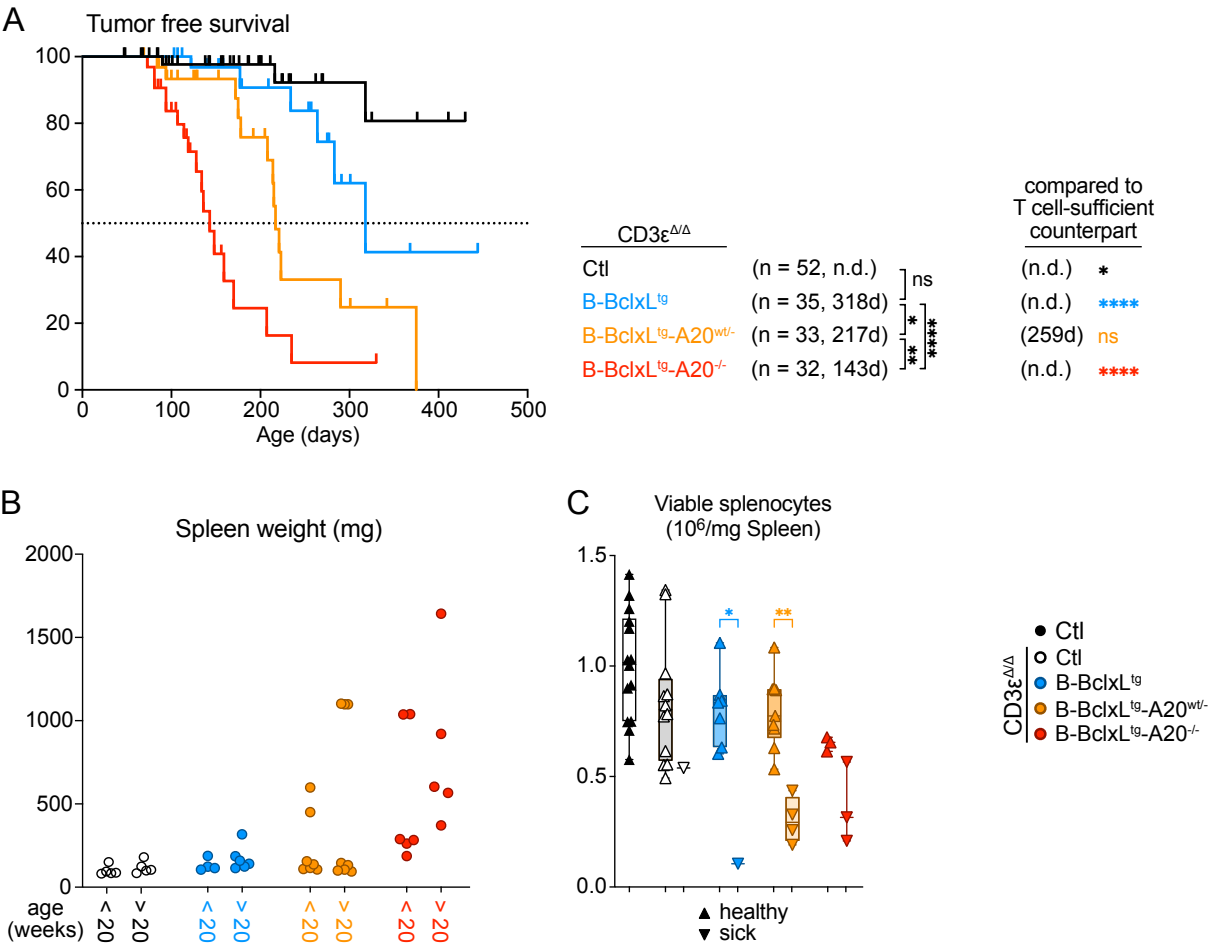 A
Tumor free survival
100
80
60
40
20
0
0 100 200 300 400 500
Age (days)
CD3ε^Δ/Δ
compared to
T cell-sufficient
counterpart
Ctl (n = 52, n.d.) (n.d.) *
ns
B-BclxL^tg (n = 35, 318d) (n.d.) ****
* ****
B-BclxL^tg-A20^wt/- (n = 33, 217d) (259d) ns
**
B-BclxL^tg-A20^-/- (n = 32, 143d) (n.d.) ****
B
Spleen weight (mg)
2000
1500
1000
500
0
age
(weeks)
< 20 > 20 < 20 > 20 < 20 > 20 < 20 > 20
C
Viable splenocytes
(10^6/mg Spleen)
1.5
1.0
0.5
0.0
* **
▲ healthy
▼ sick
Ctl
CD3ε^Δ/Δ
Ctl
B-BclxL^tg
B-BclxL^tg-A20^wt/-
B-BclxL^tg-A20^-/-